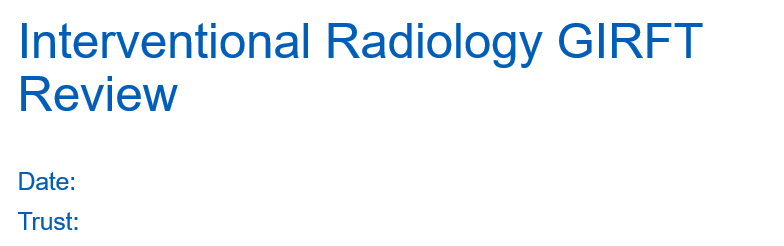 Interventional Radiology GIRFT
Review
Date:
Trust: